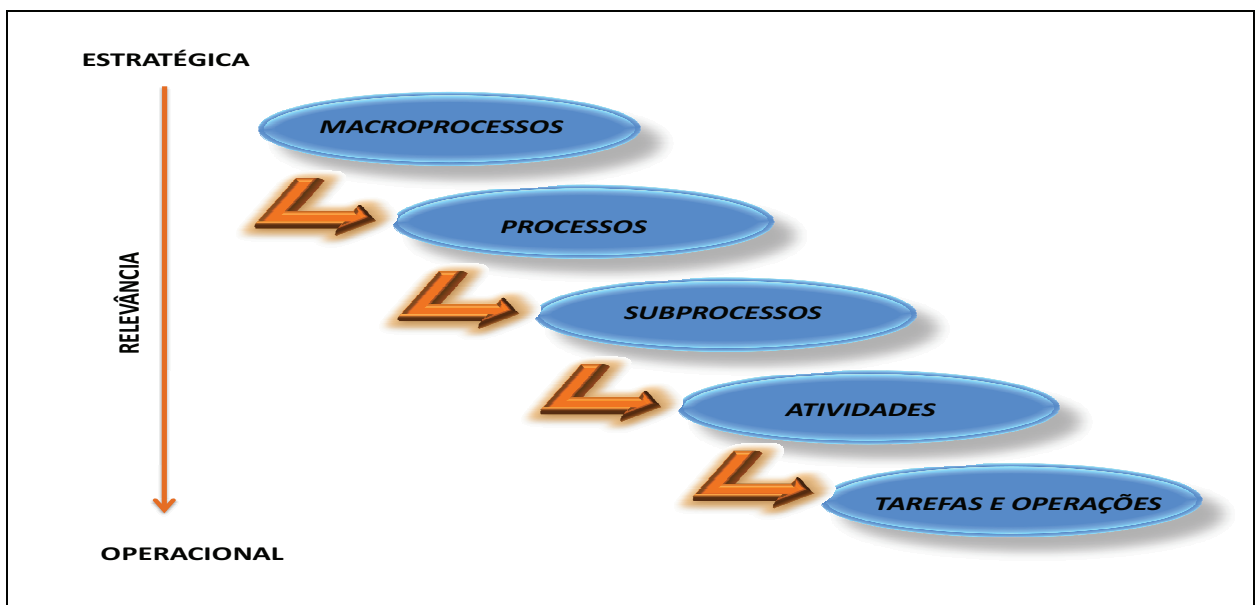 ESTRATÉGICA
MACROPROCESSOS
PROCESSOS
SUBPROCESSOS
ATIVIDADES
TAREFAS E OPERAÇÕES
RELEVÂNCIA
OPERACIONAL